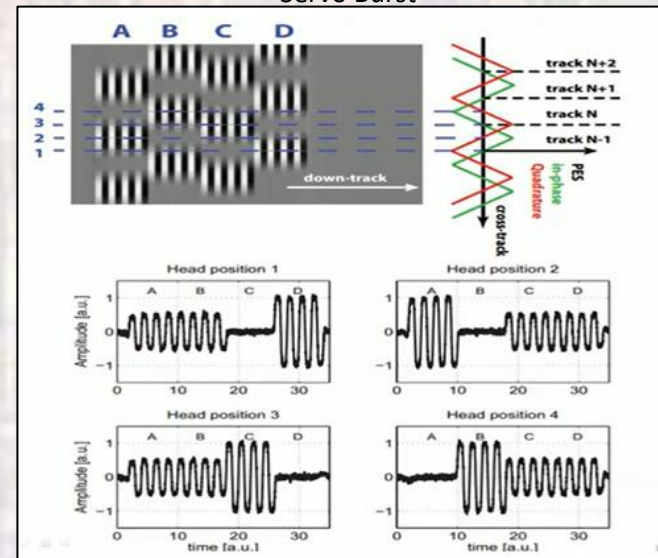 Servo Burst
A B C D
4
3
2
1
down-track
track N+2
track N+1
track N
track N-1
PES
in-phase
Quadrature
cross-track
Head position 1
Amplitude [a.u.]
1
0
-1
A B C D
0 10 20 30
Head position 2
1
0
-1
A B C D
0 10 20 30
Head position 3
Amplitude [a.u.]
1
0
-1
A B C D
0 10 20 30
time [a.u.]
Head position 4
1
0
-1
A B C D
0 10 20 30
time [a.u.]